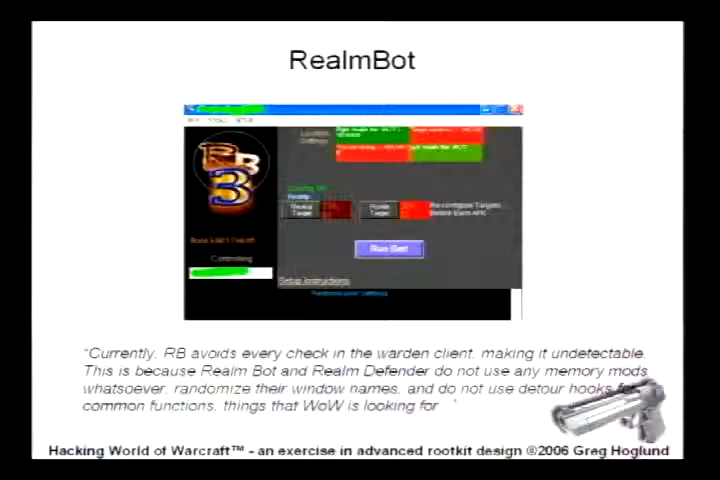 RealmBot
RB
3
Controlling
Run Bot!
Setup Instructions
"Currently, RB avoids every check in the warden client, making it undetectable.
This is because Realm Bot and Realm Defender do not use any memory mods
whatsoever, randomize their window names, and do not use detour hooks for
common functions, things that WoW is looking for "
Hacking World of Warcraft™ - an exercise in advanced rootkit design ©2006 Greg Hoglund